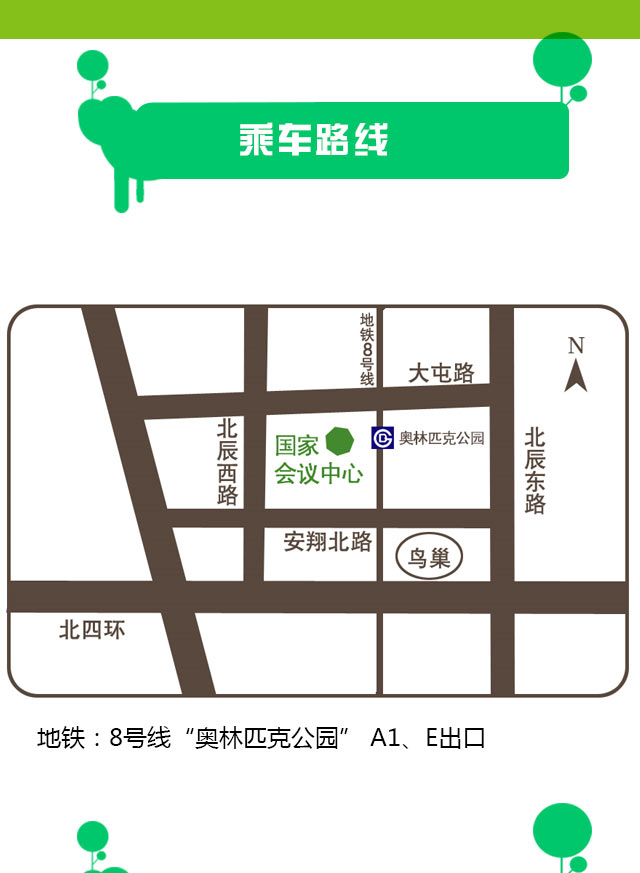 乘车路线
地铁8号线
N
大屯路
北辰西路
国家
会议中心
奥林匹克公园
北辰东路
安翔北路
鸟巢
北四环
地铁：8号线“奥林匹克公园” A1、E出口